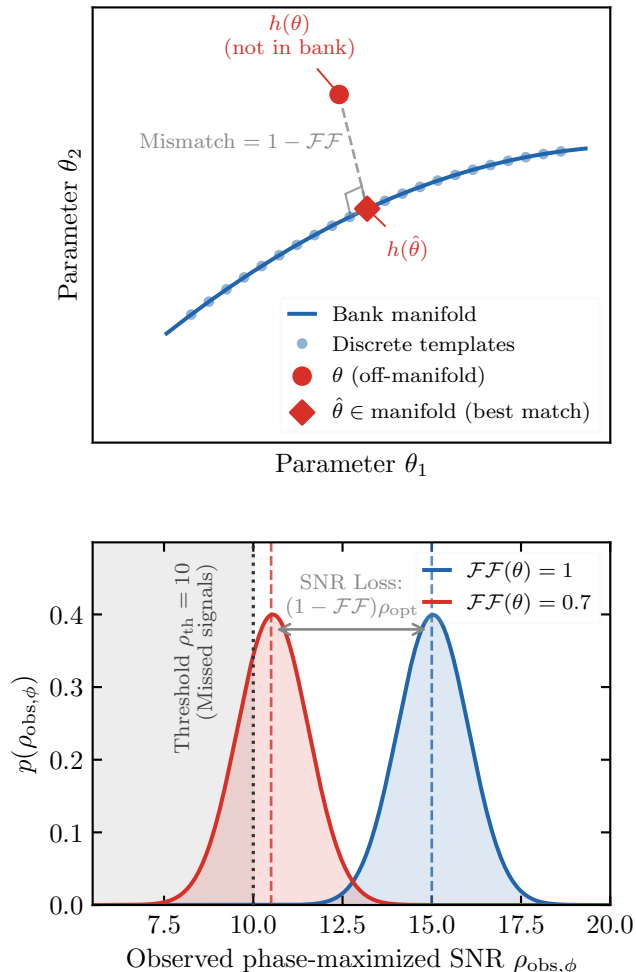 h(θ)
(not in bank)
Mismatch = 1 − ℱℱ
h(θ̂)
Parameter θ₂
Bank manifold
Discrete templates
θ (off-manifold)
θ̂ ∈ manifold (best match)
Parameter θ₁
Threshold ρ_th = 10
(Missed signals)
SNR Loss:
(1 − ℱℱ)ρ_opt
ℱℱ(θ) = 1
ℱℱ(θ) = 0.7
p(ρ_obs,ϕ)
0.4
0.3
0.2
0.1
0.0
7.5 10.0 12.5 15.0 17.5 20.0
Observed phase-maximized SNR ρ_obs,ϕ